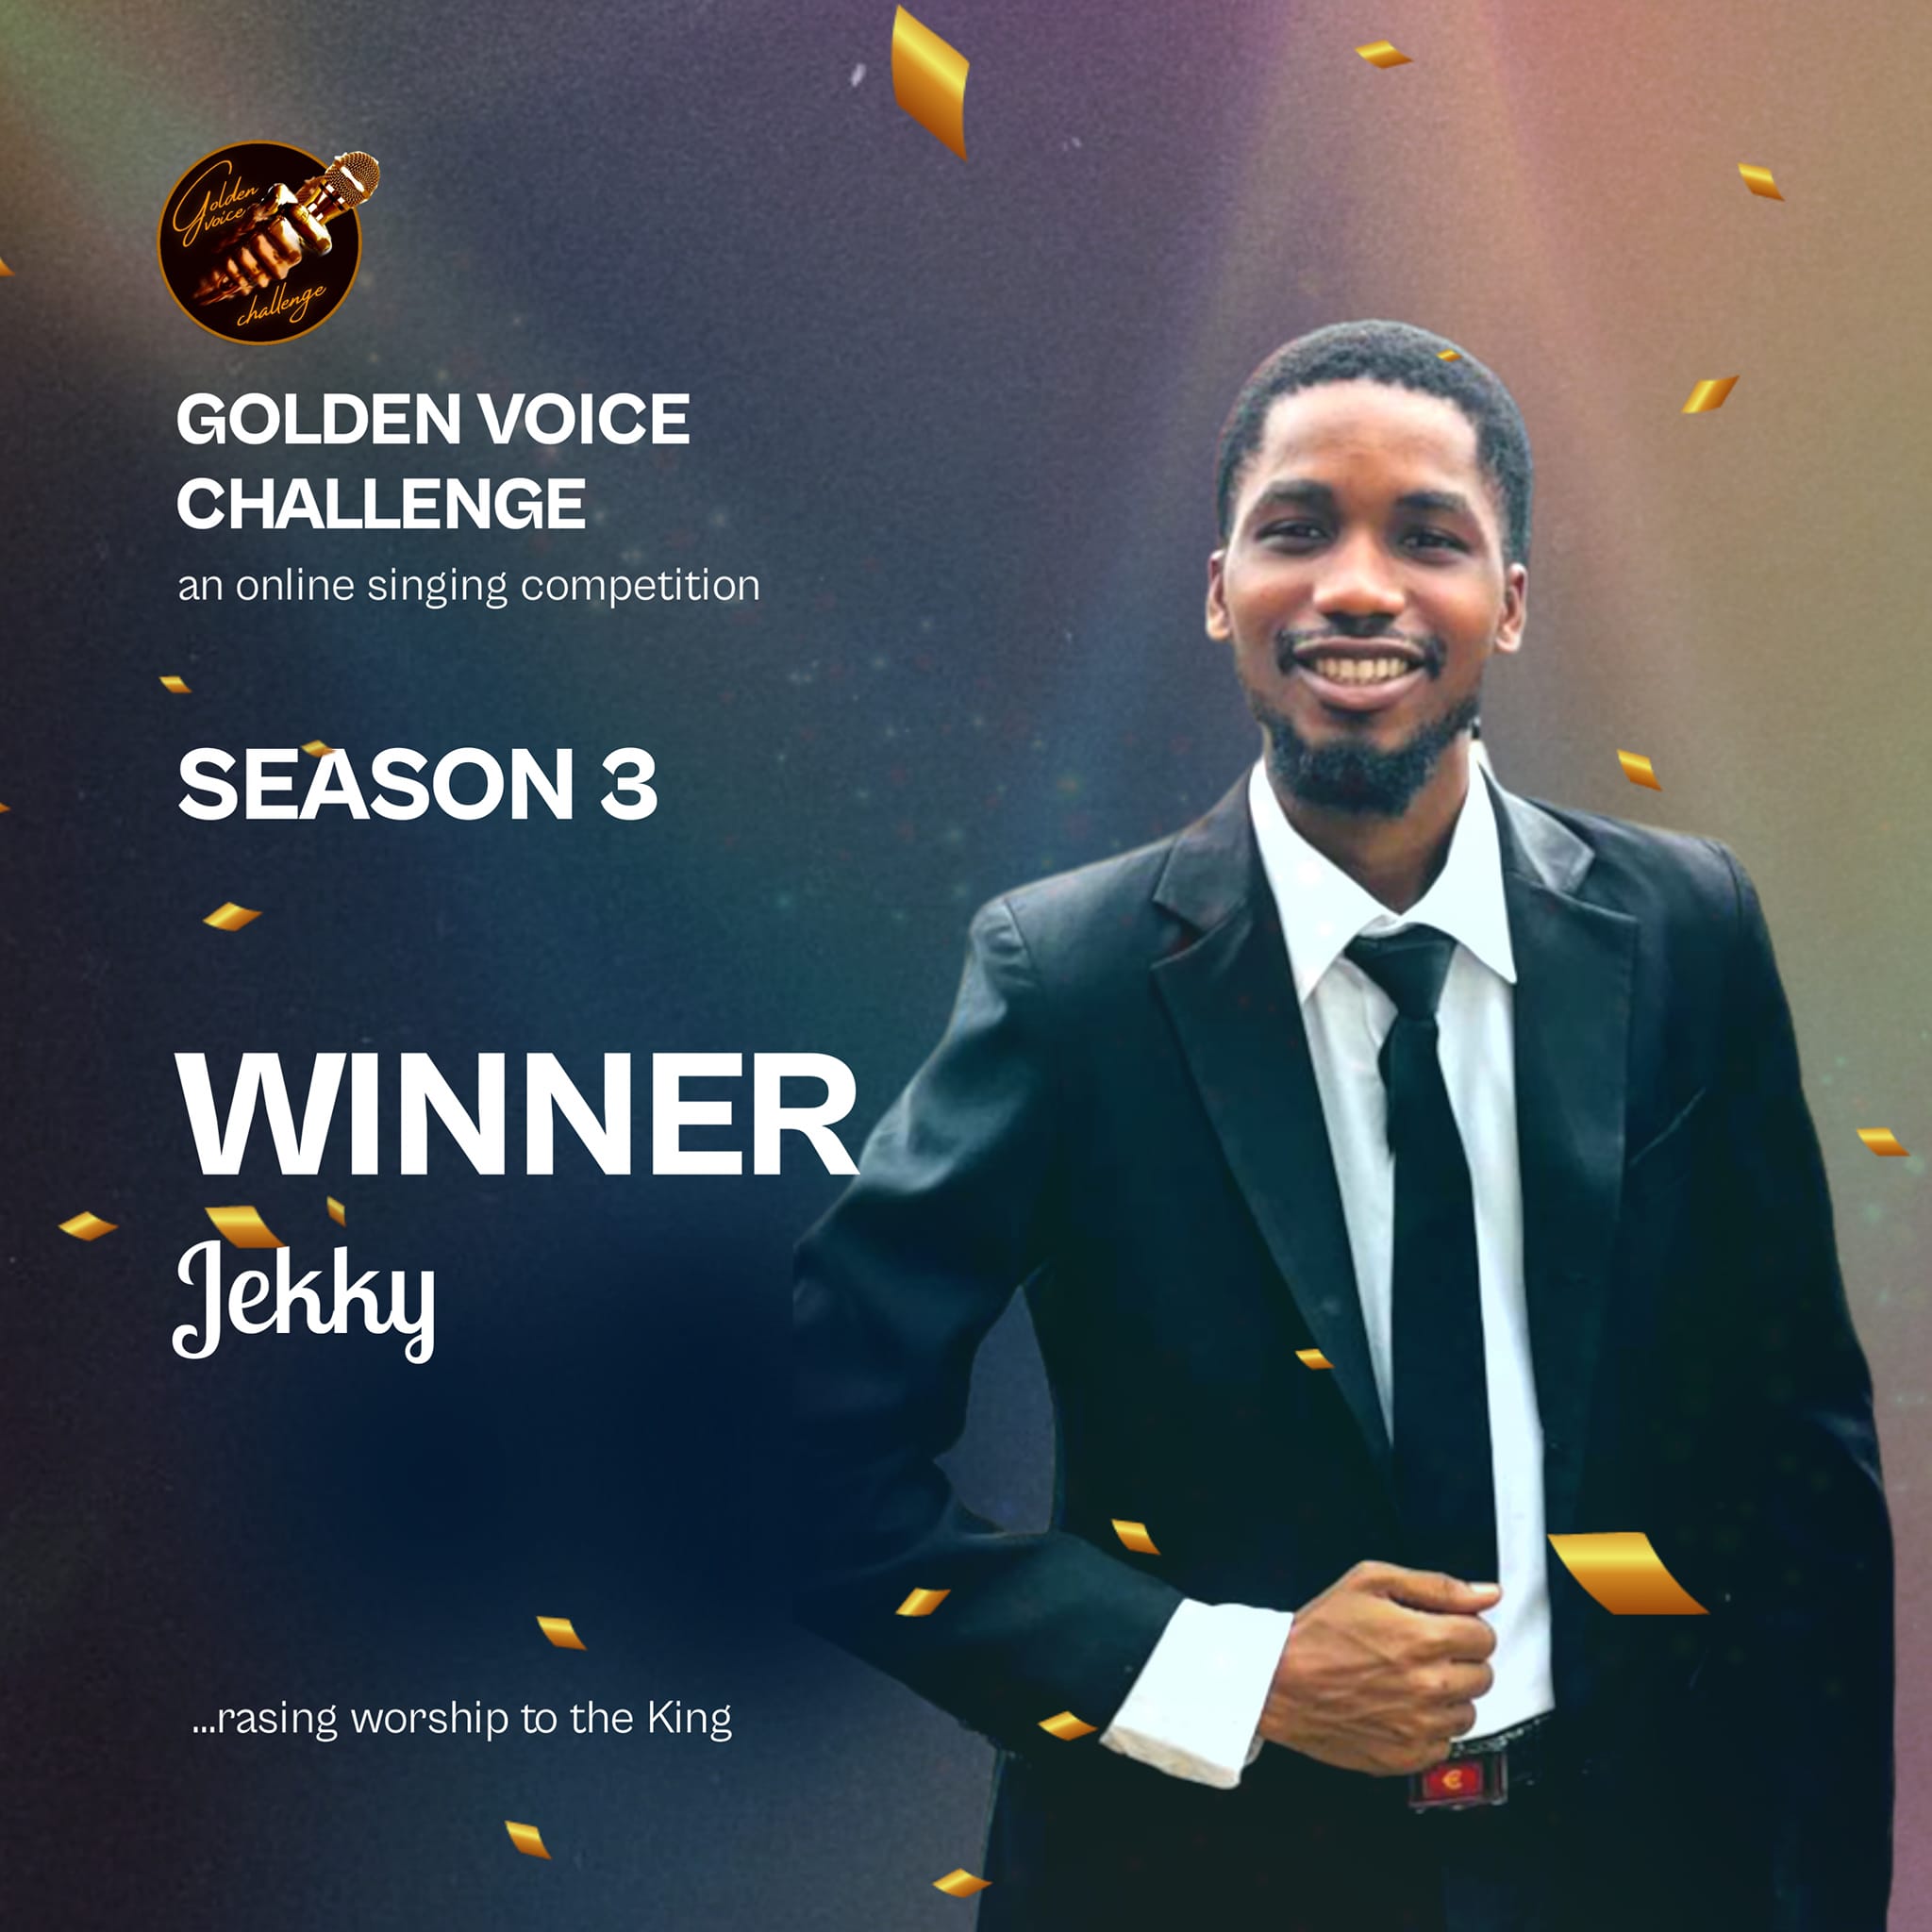 Golden
voice
challenge
GOLDEN VOICE
CHALLENGE
an online singing competition
SEASON 3
WINNER
Jekky
...rasing worship to the King